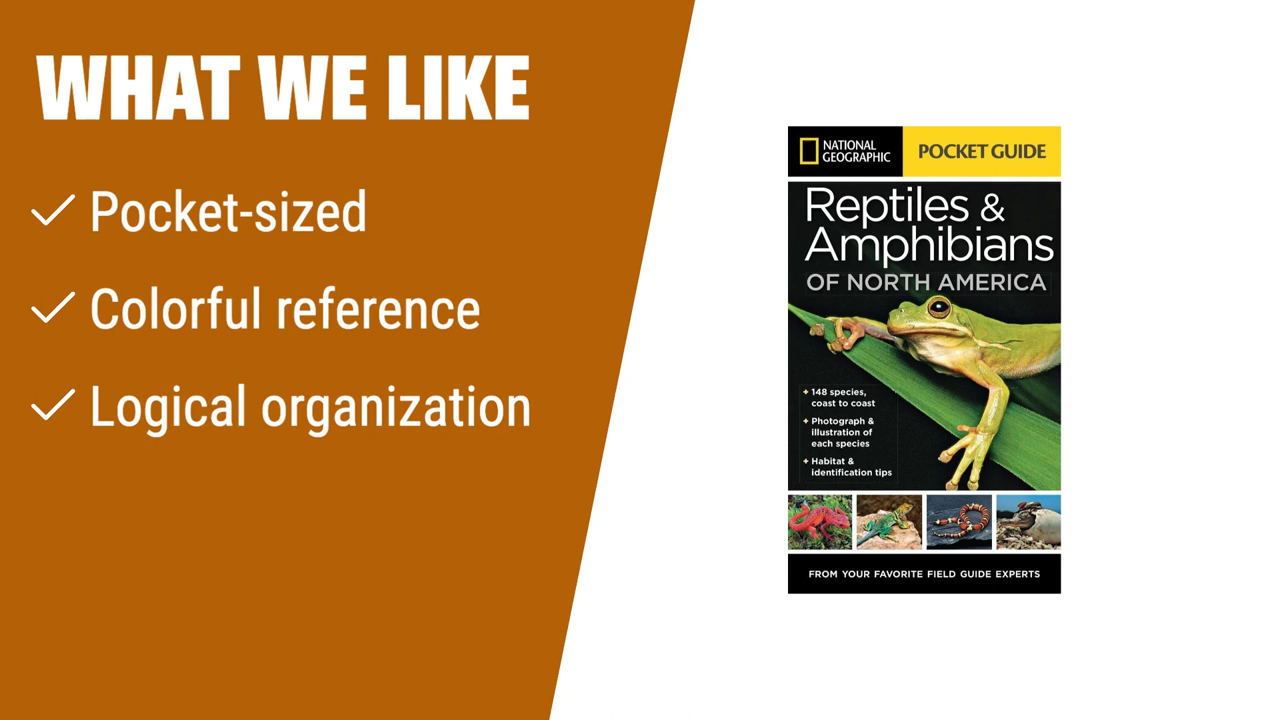 WHAT WE LIKE
Pocket-sized
Colorful reference
Logical organization
NATIONAL
GEOGRAPHIC
POCKET GUIDE
Reptiles &
Amphibians
OF NORTH AMERICA
+ 148 species,
coast to coast
+ Photograph &
illustration of
each species
+ Habitat &
identification tips
FROM YOUR FAVORITE FIELD GUIDE EXPERTS